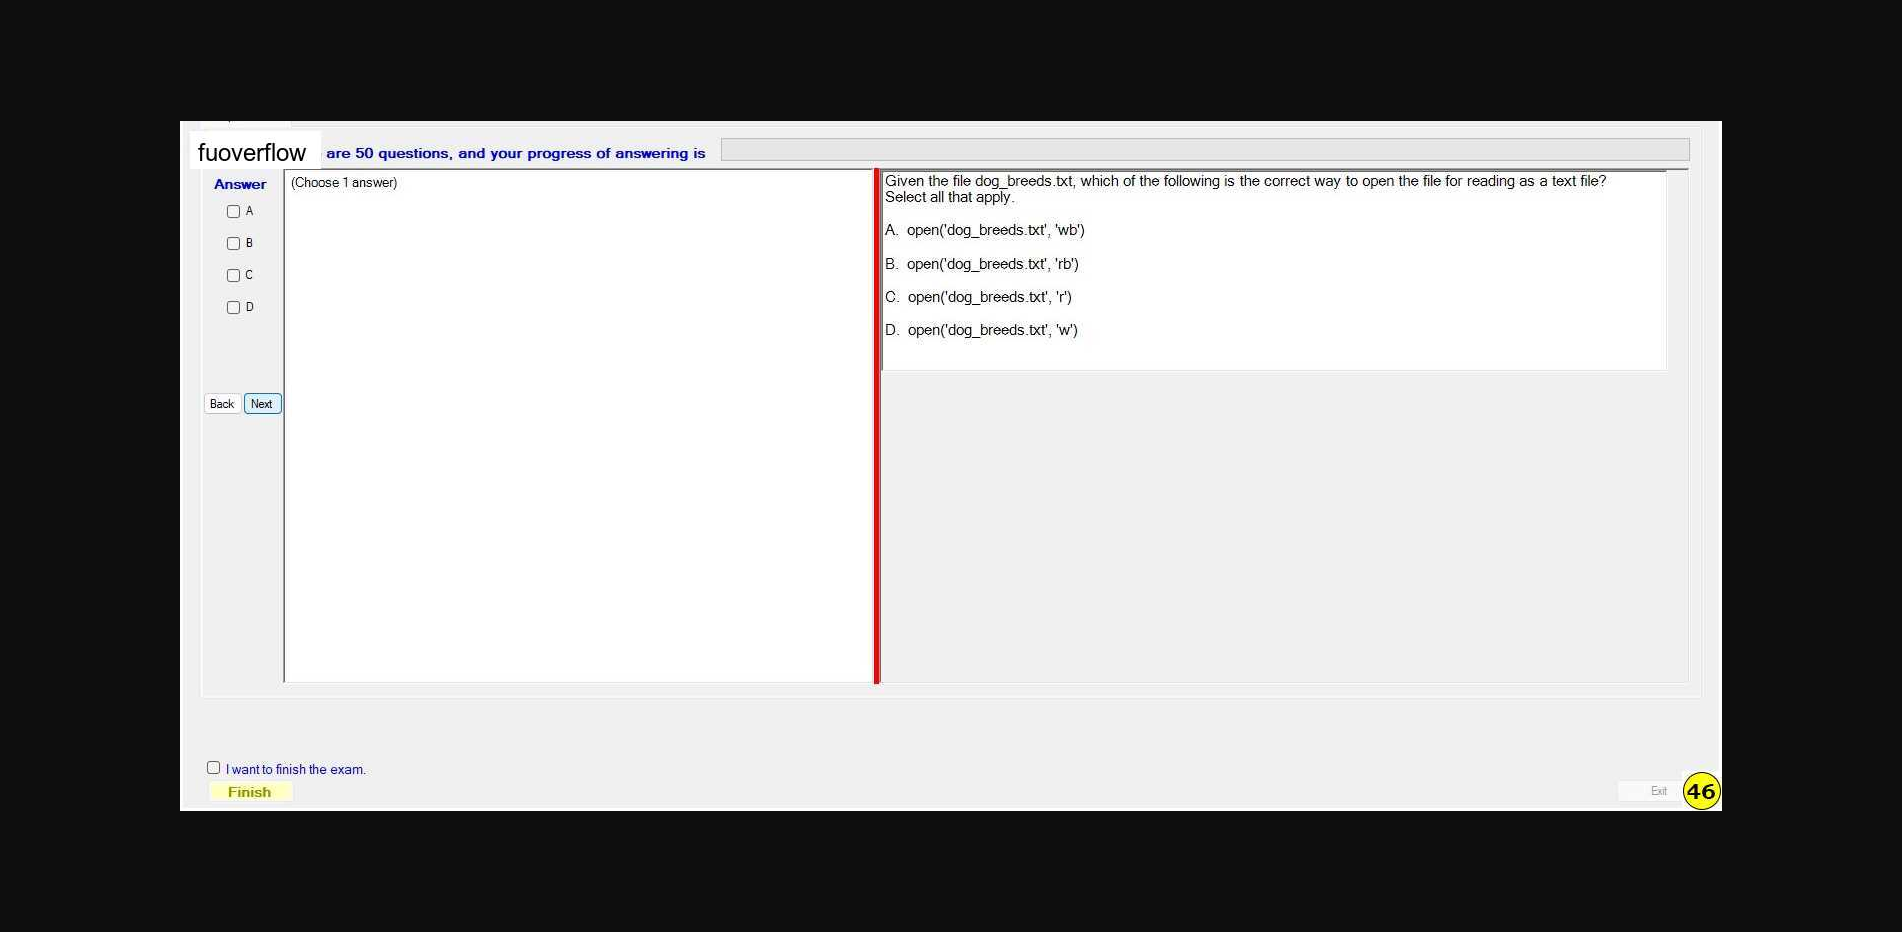 fuoverflow are 50 questions, and your progress of answering is
Answer
A
B
C
D
Back Next
(Choose 1 answer)
Given the file dog_breeds.txt, which of the following is the correct way to open the file for reading as a text file?
Select all that apply.
A. open('dog_breeds.txt', 'wb')
B. open('dog_breeds.txt', 'rb')
C. open('dog_breeds.txt', 'r')
D. open('dog_breeds.txt', 'w')
I want to finish the exam.
Finish
Exit
46